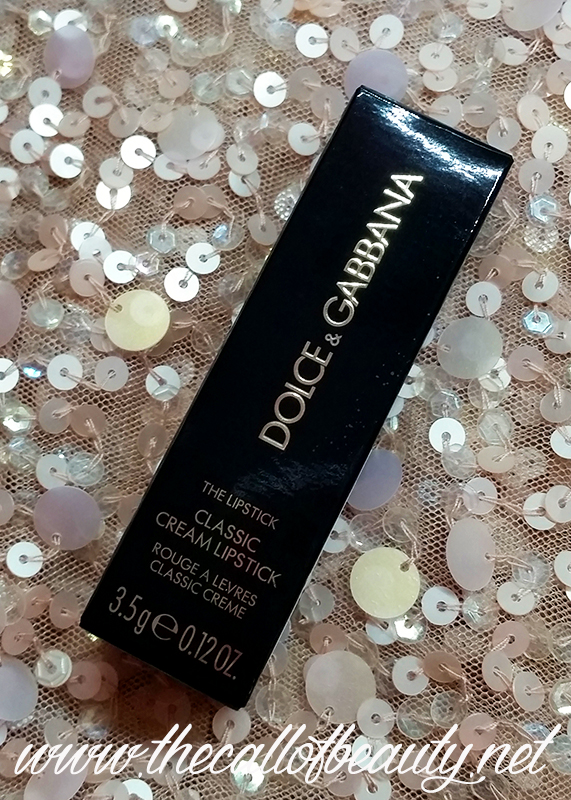 DOLCE & GABBANA
THE LIPSTICK
CLASSIC
CREAM LIPSTICK
ROUGE A LEVRES
CLASSIC CREME
3.5g e 0.12 OZ.
www.thecallofbeauty.net